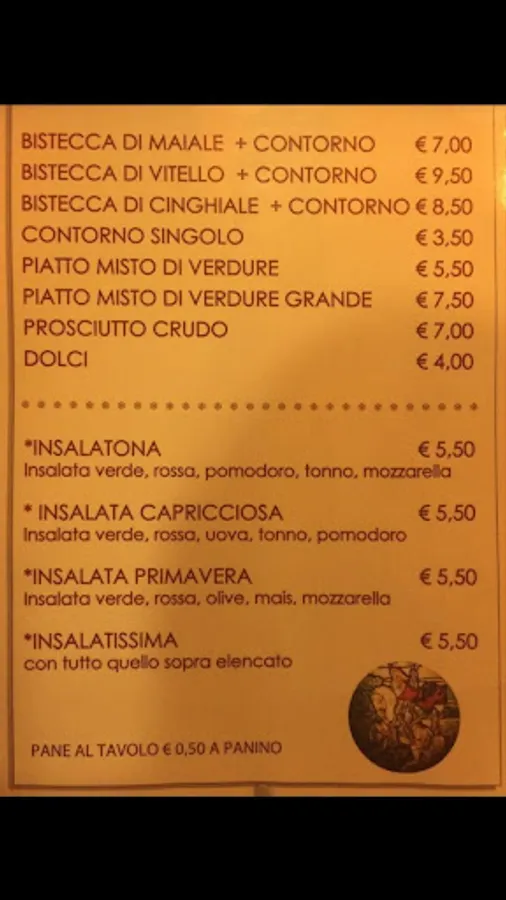 BISTECCA DI MAIALE + CONTORNO € 7,00
BISTECCA DI VITELLO + CONTORNO € 9,50
BISTECCA DI CINGHIALE + CONTORNO € 8,50
CONTORNO SINGOLO € 3,50
PIATTO MISTO DI VERDURE € 5,50
PIATTO MISTO DI VERDURE GRANDE € 7,50
PROSCIUTTO CRUDO € 7,00
DOLCI € 4,00
*INSALATONA € 5,50
Insalata verde, rossa, pomodoro, tonno, mozzarella
* INSALATA CAPRICCIOSA € 5,50
Insalata verde, rossa, uova, tonno, pomodoro
*INSALATA PRIMAVERA € 5,50
Insalata verde, rossa, olive, mais, mozzarella
*INSALATISSIMA € 5,50
con tutto quello sopra elencato
PANE AL TAVOLO € 0,50 A PANINO